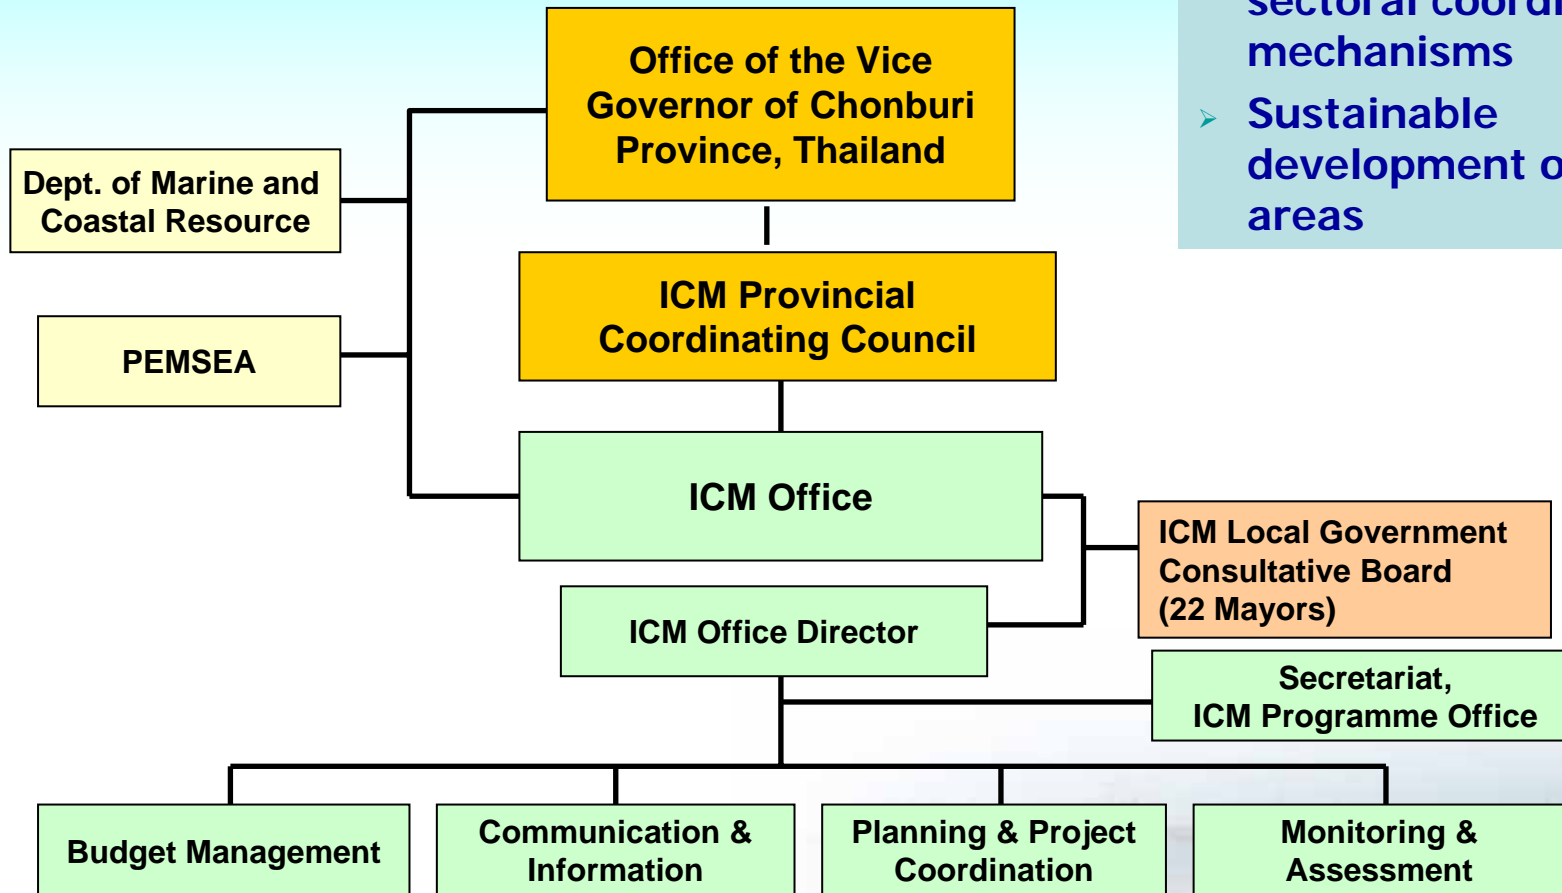 sectoral coordi
mechanisms
➢ Sustainable
development o
areas
Office of the Vice
Governor of Chonburi
Province, Thailand
Dept. of Marine and
Coastal Resource
ICM Provincial
Coordinating Council
PEMSEA
ICM Office
ICM Local Government
Consultative Board
(22 Mayors)
ICM Office Director
Secretariat,
ICM Programme Office
Budget Management
Communication &
Information
Planning & Project
Coordination
Monitoring &
Assessment